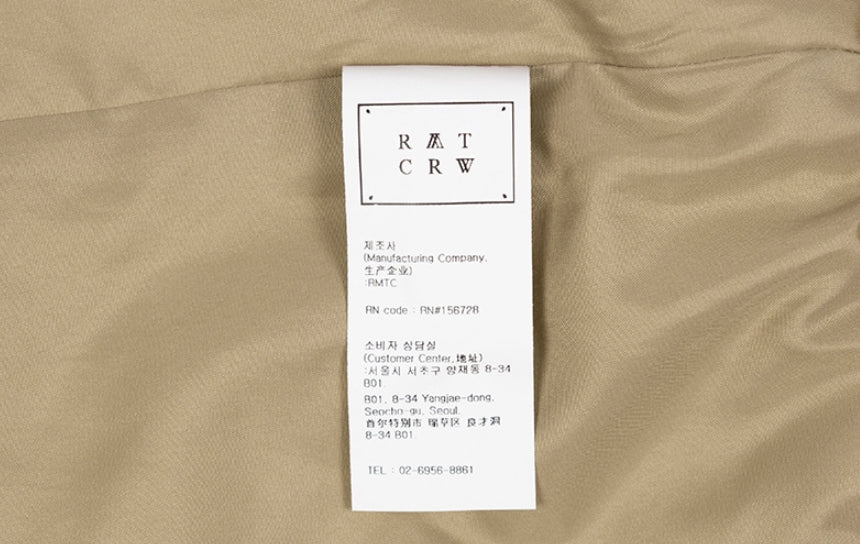 RMT
CRW
제조사
(Manufacturing Company,
生产企业)
:RMTC
RN code : RN#156728
소비자 상담실
(Customer Center,地址)
:서울시 서초구 양재동 8-34
B01.
B01, 8-34 Yangjae-dong,
Seocho-gu, Seoul,
首尔特別市 瑞草区 良才洞
8-34 B01
TEL : 02-6956-8861